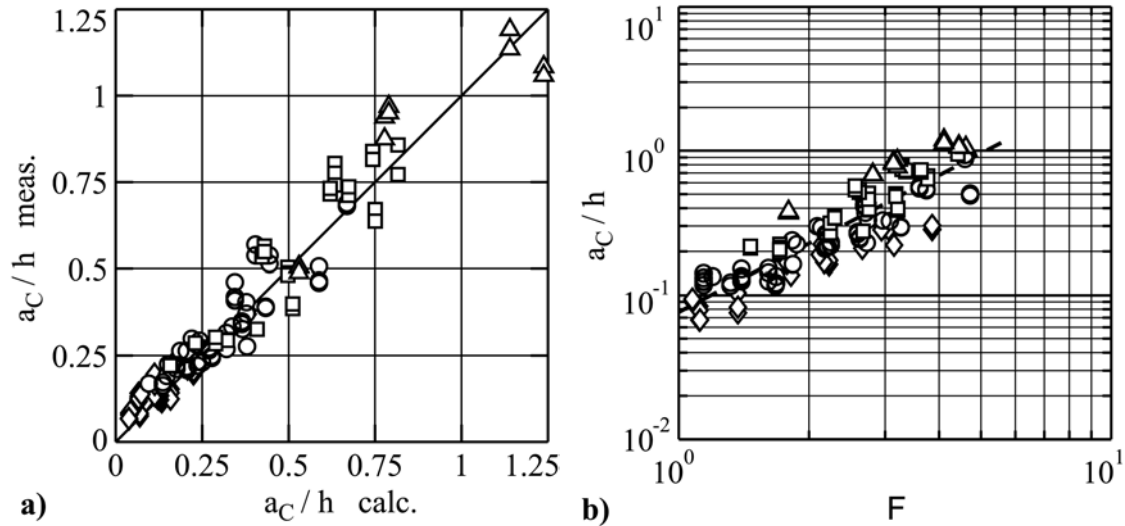 1.25
1
0.75
0.5
0.25
0
a_C / h meas.
0 0.25 0.5 0.75 1 1.25
a_C / h calc.
a)
10^1
10^0
10^-1
10^-2
a_C / h
10^0 10^1
F
b)